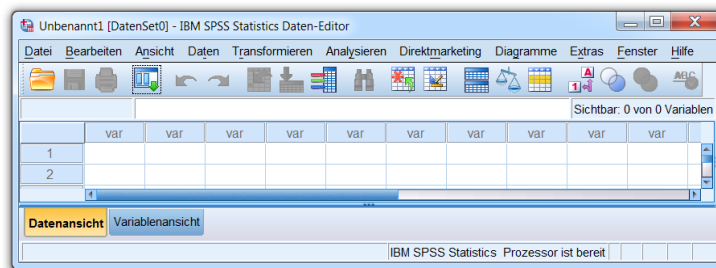 Unbenannt1 [DatenSet0] - IBM SPSS Statistics Daten-Editor
Datei Bearbeiten Ansicht Daten Transformieren Analysieren Direktmarketing Diagramme Extras Fenster Hilfe
A
1 ABC
Sichtbar: 0 von 0 Variablen
var var var var var var var var var var
1
2
Datenansicht Variablenansicht
IBM SPSS Statistics Prozessor ist bereit